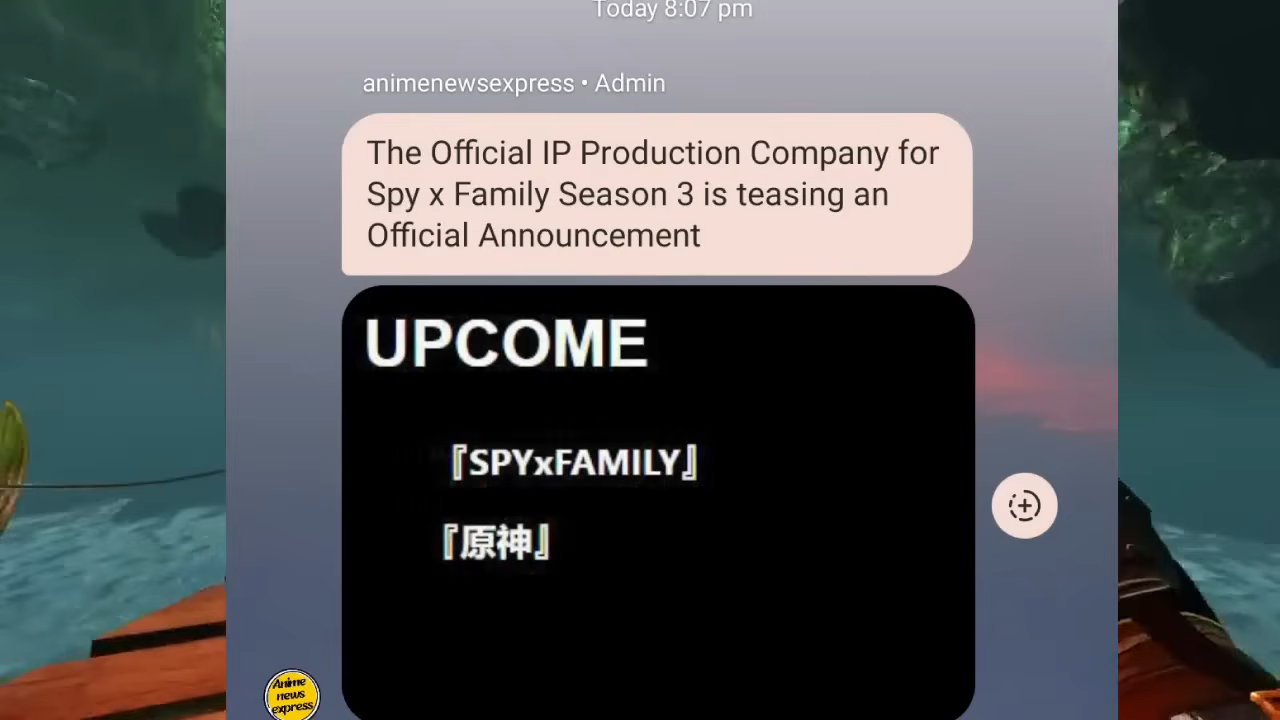 Today 8:07 pm
animenewsexpress • Admin
The Official IP Production Company for
Spy x Family Season 3 is teasing an
Official Announcement
UPCOME
『SPYxFAMILY』
『原神』
Anime
news
express